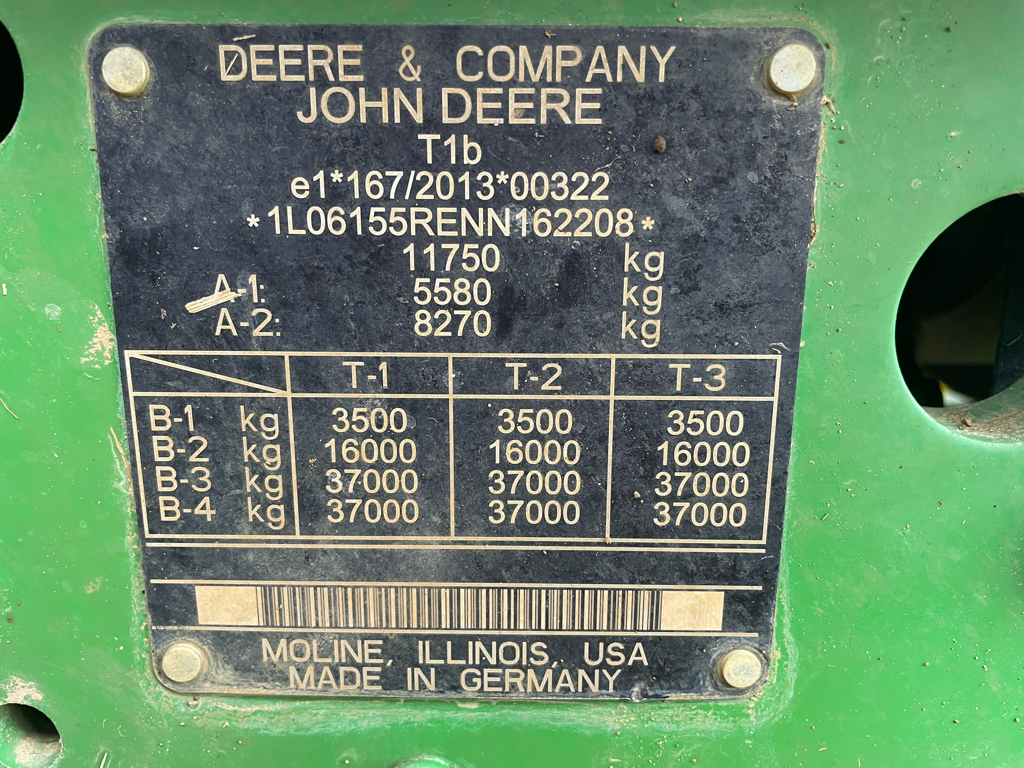 DEERE & COMPANY
JOHN DEERE
T1b
e1*167/2013*00322
*1L06155RENN162208*
11750 kg
A-1: 5580 kg
A-2: 8270 kg
T-1 T-2 T-3
B-1 kg 3500 3500 3500
B-2 kg 16000 16000 16000
B-3 kg 37000 37000 37000
B-4 kg 37000 37000 37000
MOLINE, ILLINOIS, USA
MADE IN GERMANY